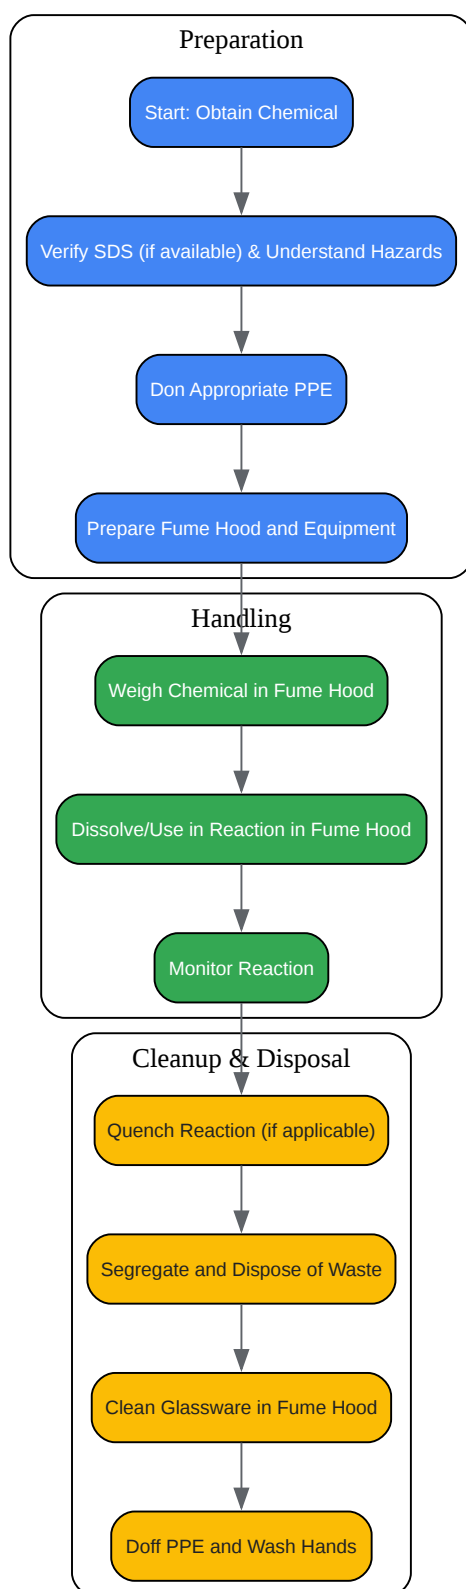 Preparation
Start: Obtain Chemical
Verify SDS (if available) & Understand Hazards
Don Appropriate PPE
Prepare Fume Hood and Equipment
Handling
Weigh Chemical in Fume Hood
Dissolve/Use in Reaction in Fume Hood
Monitor Reaction
Cleanup & Disposal
Quench Reaction (if applicable)
Segregate and Dispose of Waste
Clean Glassware in Fume Hood
Doff PPE and Wash Hands